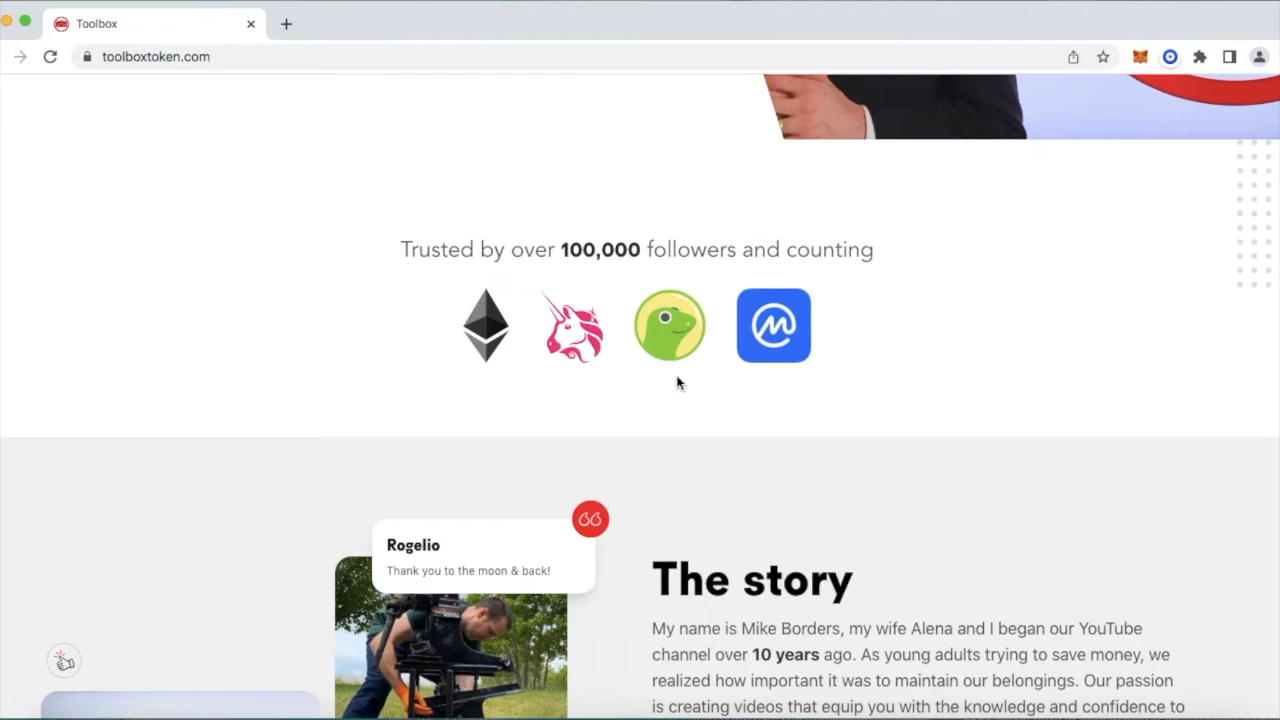 Toolbox
toolboxtoken.com
Trusted by over 100,000 followers and counting
Rogelio
Thank you to the moon & back!
The story
My name is Mike Borders, my wife Alena and I began our YouTube
channel over 10 years ago. As young adults trying to save money, we
realized how important it was to maintain our belongings. Our passion
is creating videos that equip you with the knowledge and confidence to